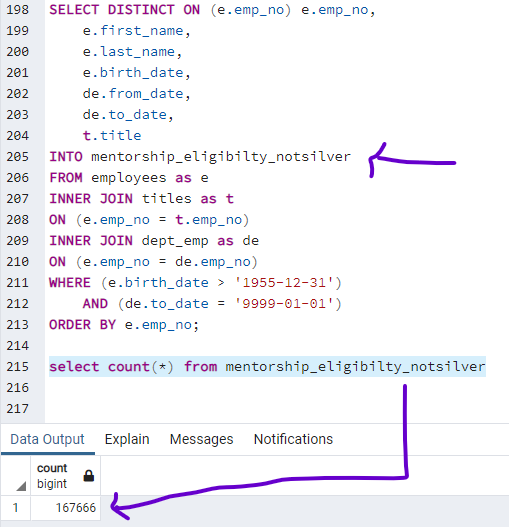 198 SELECT DISTINCT ON (e.emp_no) e.emp_no,
199 e.first_name,
200 e.last_name,
201 e.birth_date,
202 de.from_date,
203 de.to_date,
204 t.title
205 INTO mentorship_eligibilty_notsilver
206 FROM employees as e
207 INNER JOIN titles as t
208 ON (e.emp_no = t.emp_no)
209 INNER JOIN dept_emp as de
210 ON (e.emp_no = de.emp_no)
211 WHERE (e.birth_date > '1955-12-31')
212 AND (de.to_date = '9999-01-01')
213 ORDER BY e.emp_no;
214
215 select count(*) from mentorship_eligibilty_notsilver
216
217
Data Output Explain Messages Notifications
count
bigint
1 167666